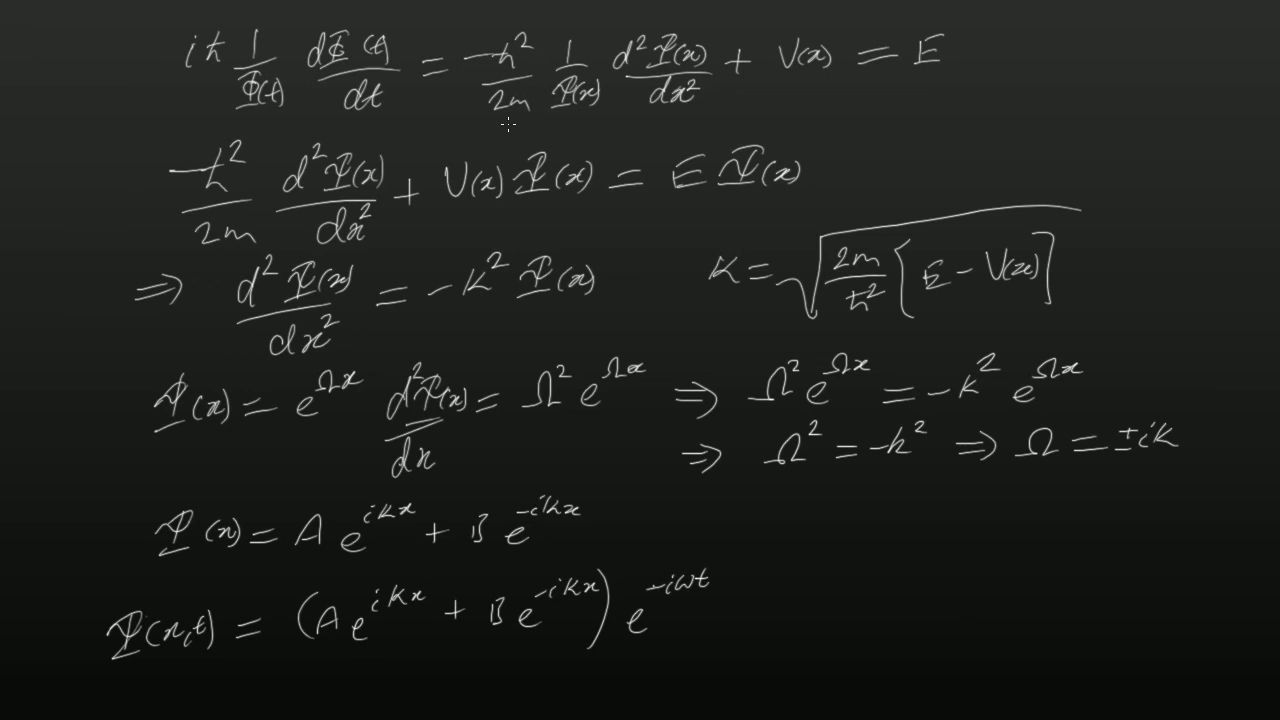 iħ 1/Φ(t) dΦ(t)/dt = -ħ²/2m 1/Ψ(x) d²Ψ(x)/dx² + V(x) = E
-ħ²/2m d²Ψ(x)/dx² + V(x)Ψ(x) = EΨ(x)
⇒ d²Ψ(x)/dx² = -k² Ψ(x) K = √(2m/ħ² [E - V(x)])
Ψ(x) = e^{Ωx} d²Ψ(x)/dx = Ω² e^{Ωx} ⇒ Ω² e^{Ωx} = -k² e^{Ωx}
⇒ Ω² = -k² ⇒ Ω = ±iK
Ψ(x) = A e^{iKx} + B e^{-iKx}
Ψ(x,t) = (A e^{iKx} + B e^{-iKx}) e^{-iωt}